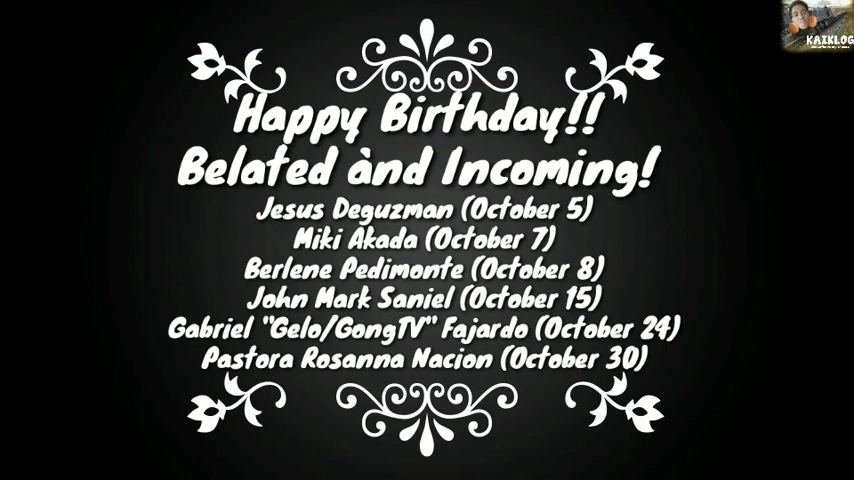 KAIKLOG
Happy Birthday!!
Belated ànd Incoming!
Jesus Deguzman (October 5)
Miki Akada (October 7)
Berlene Pedimonte (October 8)
John Mark Saniel (October 15)
Gabriel "Gelo/GongTV" Fajardo (October 24)
Pastora Rosanna Nacion (October 30)